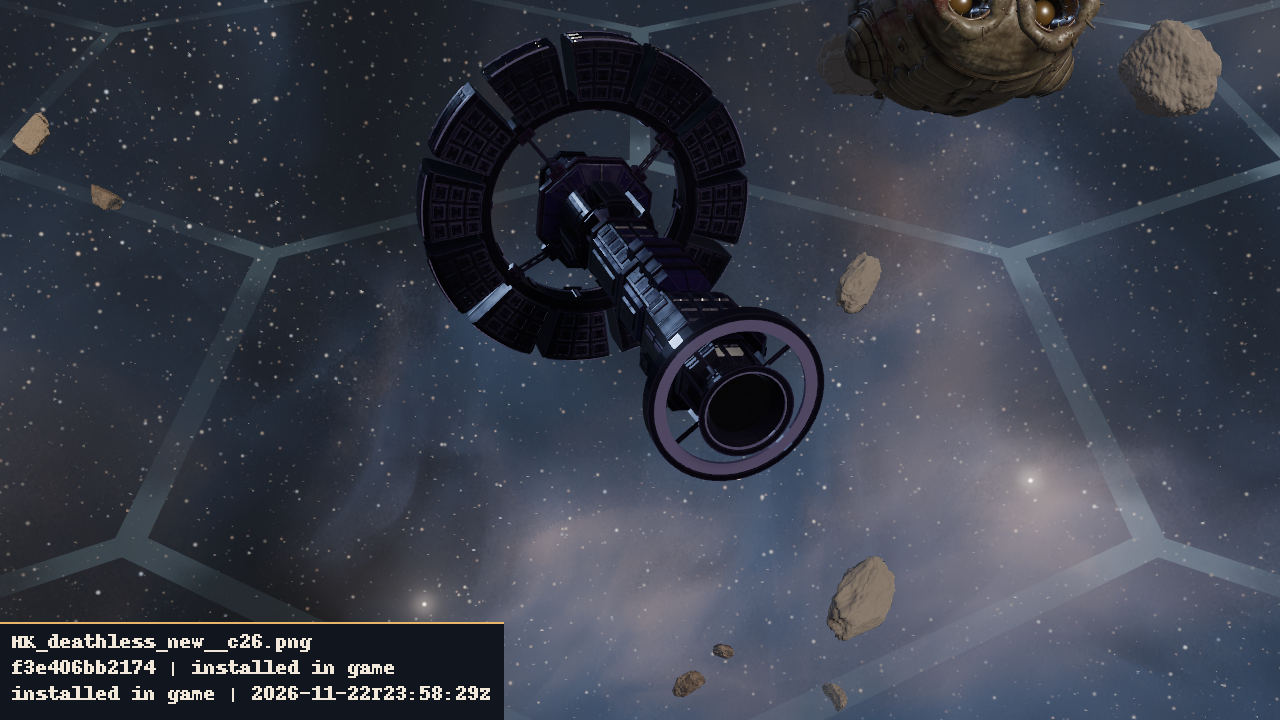 HK_deathless_new__c26.png
f3e406bb2174 | installed in game
installed in game | 2026-11-22T23:58:29z